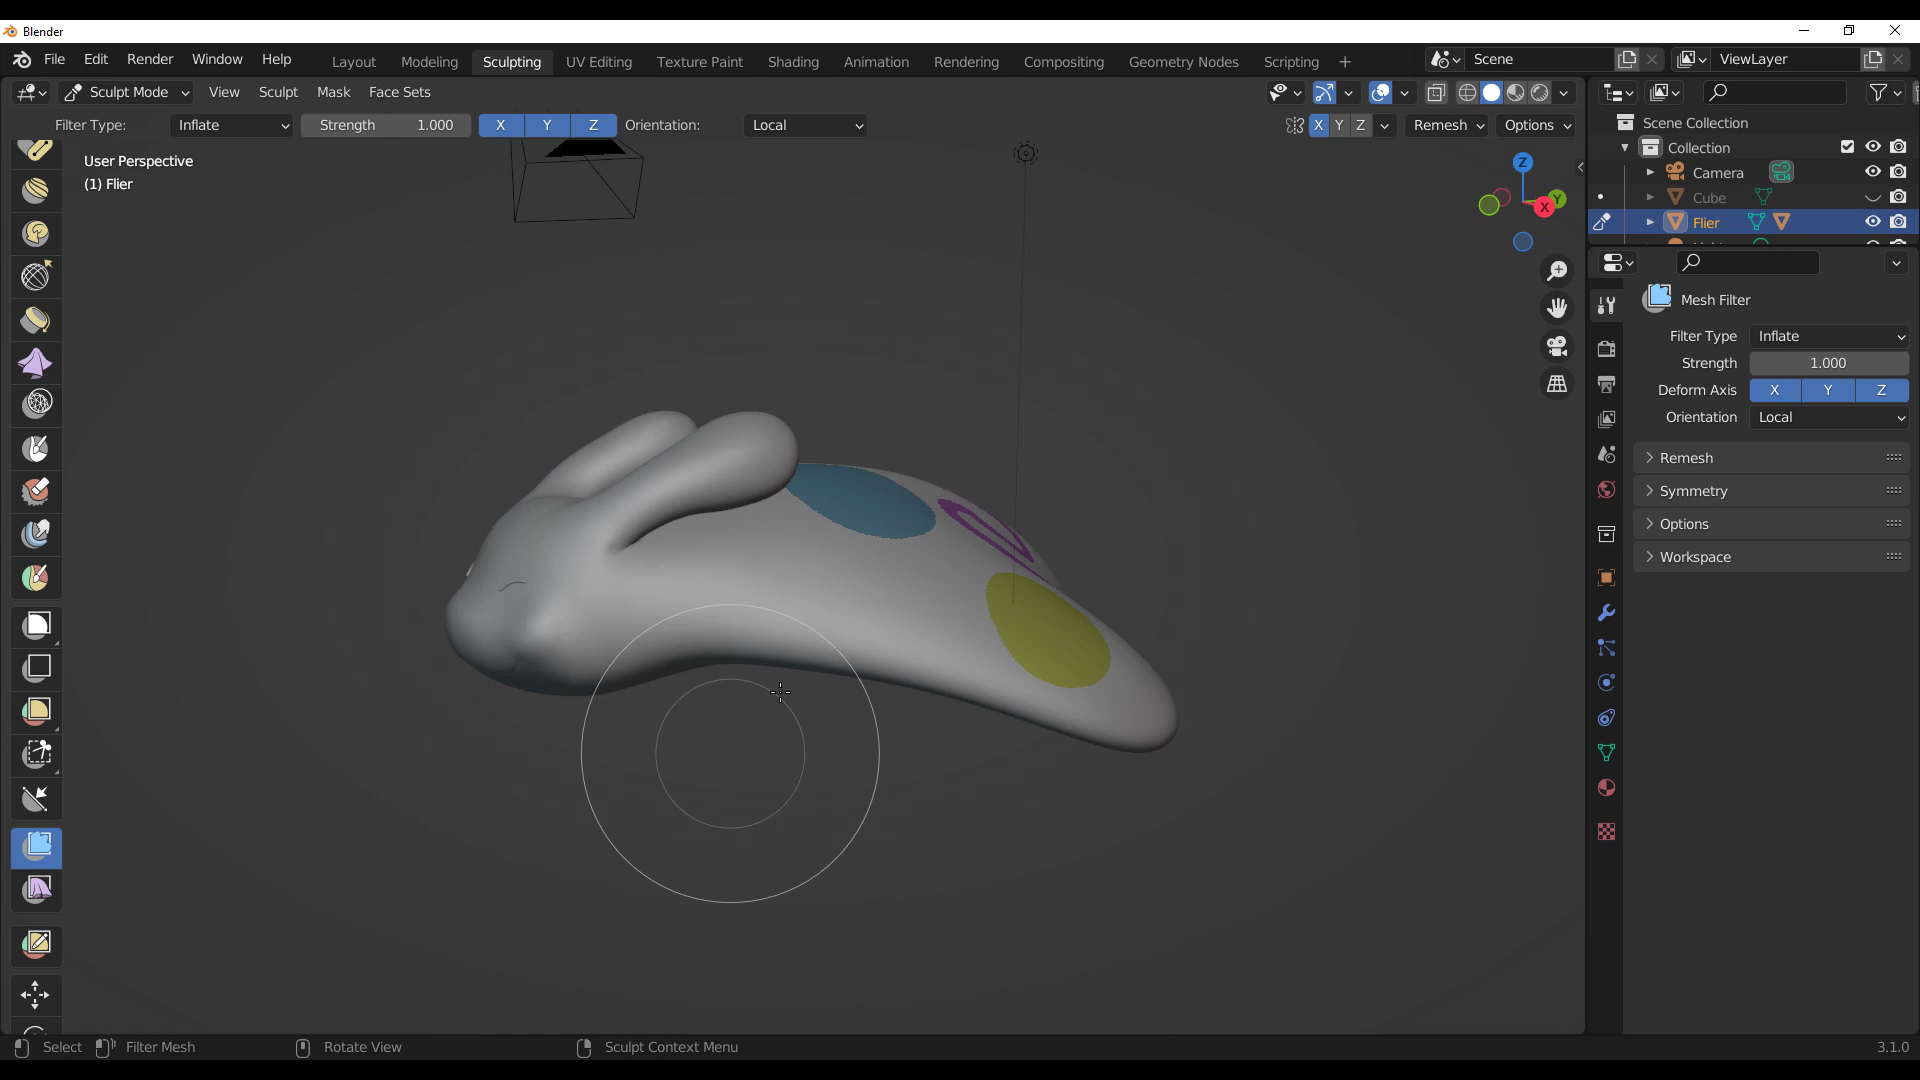 Blender
File Edit Render Window Help Layout Modeling Sculpting UV Editing Texture Paint Shading Animation Rendering Compositing Geometry Nodes Scripting + Scene ViewLayer
Sculpt Mode View Sculpt Mask Face Sets
Filter Type: Inflate Strength 1.000 X Y Z Orientation: Local X Y Z Remesh Options
User Perspective
(1) Flier
Z
Y
X
Scene Collection
Collection
Camera
Cube
Flier
Mesh Filter
Filter Type Inflate
Strength 1.000
Deform Axis X Y Z
Orientation Local
Remesh
Symmetry
Options
Workspace
Select Filter Mesh Rotate View Sculpt Context Menu 3.1.0